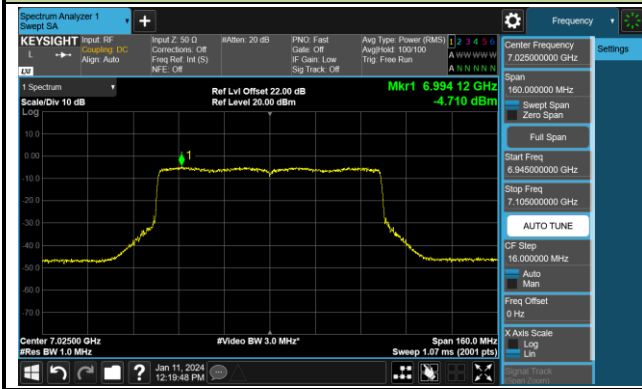 Spectrum Analyzer 1
Swept SA
Frequency
KEYSIGHT
L
LXI
Input: RF
Coupling: DC
Align: Auto
Input Z: 50 Ω
Corrections: Off
Freq Ref: Int (S)
NFE: Off
#Atten: 20 dB
PNO: Fast
Gate: Off
IF Gain: Low
Sig Track: Off
Avg Type: Power (RMS)
Avg|Hold: 100/100
Trig: Free Run
1 2 3 4 5 6
A W W W W W
A N N N N N
Center Frequency
7.025000000 GHz
Settings
1 Spectrum
Scale/Div 10 dB
Log
Ref Lvl Offset 22.00 dB
Ref Level 20.00 dBm
Mkr1 6.994 12 GHz
-4.710 dBm
10.0
0.00
-10.0
-20.0
-30.0
-40.0
-50.0
-60.0
-70.0
1
Center 7.02500 GHz
#Res BW 1.0 MHz
#Video BW 3.0 MHz*
Span 160.0 MHz
Sweep 1.07 ms (2001 pts)
Span
160.000000 MHz
Swept Span
Zero Span
Full Span
Start Freq
6.945000000 GHz
Stop Freq
7.105000000 GHz
AUTO TUNE
CF Step
16.000000 MHz
Auto
Man
Freq Offset
0 Hz
X Axis Scale
Log
Lin
Signal Track
(Span Zoom)
?
Jan 11, 2024
12:19:48 PM